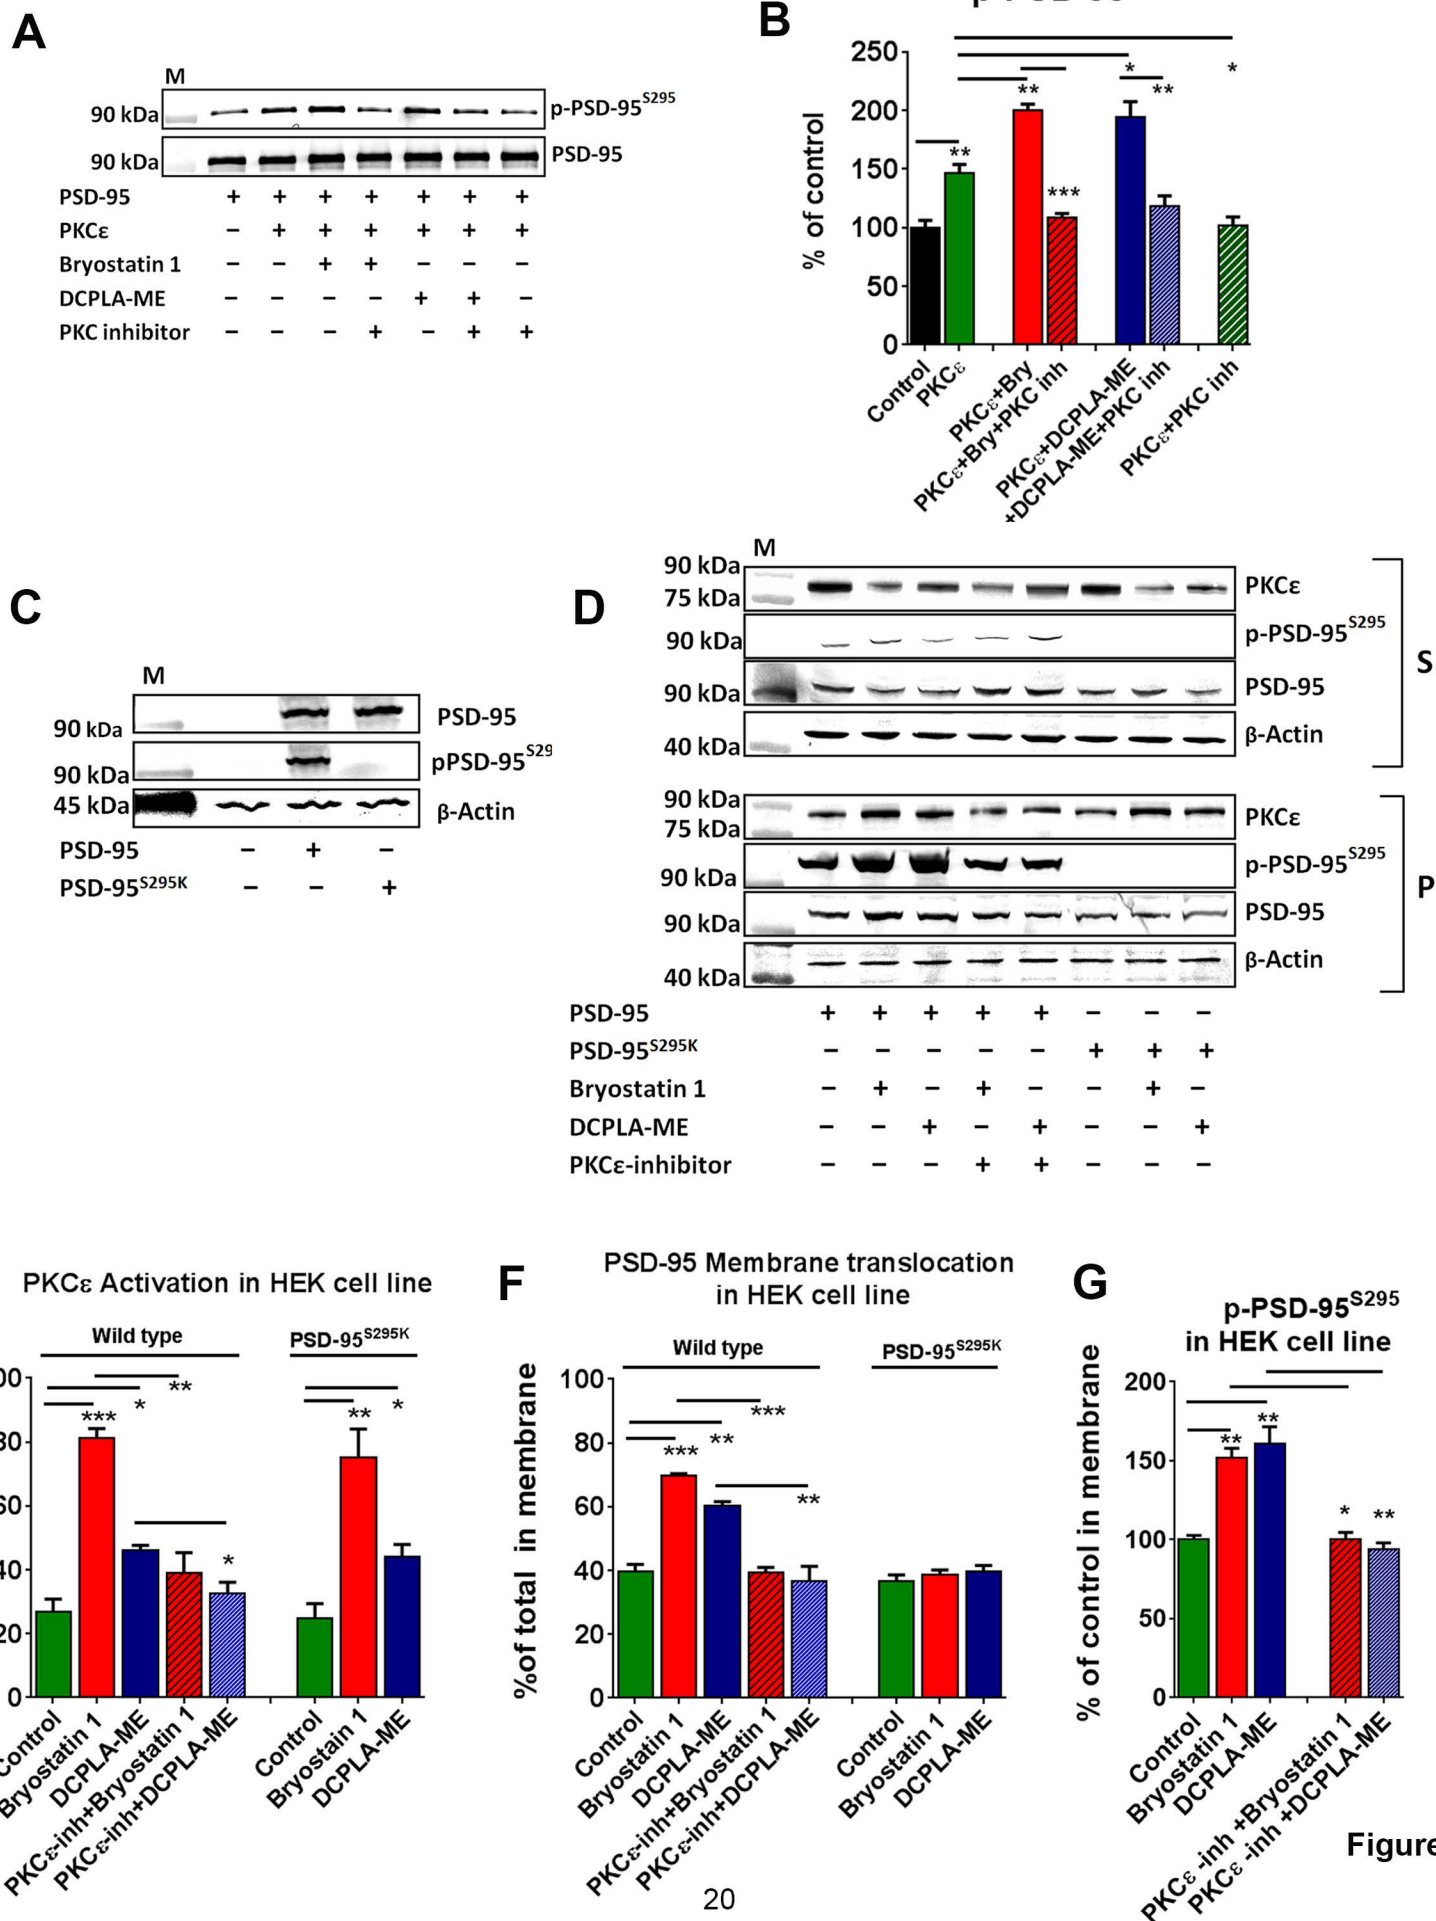 A
M
90 kDa
p-PSD-95S295
90 kDa
PSD-95
PSD-95 + + + + + + +
PKCε − + + + + + +
Bryostatin 1 − − + + − − −
DCPLA-ME − − − − + + −
PKC inhibitor − − − + − + +
B
250
200
150
100
50
0
% of control
** ** *** * ** *
Control
PKCε
PKCε+Bry
PKCε+Bry+PKC inh
PKCε+DCPLA-ME
+DCPLA-ME+PKC inh
PKCε+PKC inh
C
M
90 kDa
PSD-95
90 kDa
pPSD-95S29
45 kDa
β-Actin
PSD-95 − + −
PSD-95S295K − − +
D
M
90 kDa
75 kDa
PKCε
90 kDa
p-PSD-95S295
90 kDa
PSD-95
40 kDa
β-Actin
S
90 kDa
75 kDa
PKCε
90 kDa
p-PSD-95S295
90 kDa
PSD-95
40 kDa
β-Actin
P
PSD-95 + + + + + − − −
PSD-95S295K − − − − − + + +
Bryostatin 1 − + − + − − + −
DCPLA-ME − − + − + − − +
PKCε-inhibitor − − − + + − − −
PKCε Activation in HEK cell line
Wild type
PSD-95S295K
00
80
60
40
20
0
*** * ** * ** *
Control
Bryostatin 1
DCPLA-ME
PKCε-inh+Bryostatin 1
PKCε-inh+DCPLA-ME
Control
Bryostain 1
DCPLA-ME
F
PSD-95 Membrane translocation
in HEK cell line
Wild type
PSD-95S295K
%of total in membrane
100
80
60
40
20
0
*** ** *** **
Control
Bryostatin 1
DCPLA-ME
PKCε-inh+Bryostatin 1
PKCε-inh+DCPLA-ME
Control
Bryostatin 1
DCPLA-ME
G
p-PSD-95S295
in HEK cell line
% of control in membrane
200
150
100
50
0
** ** * **
Control
Bryostatin 1
DCPLA-ME
PKCε -inh +Bryostatin 1
PKCε -inh +DCPLA-ME
Figure
20